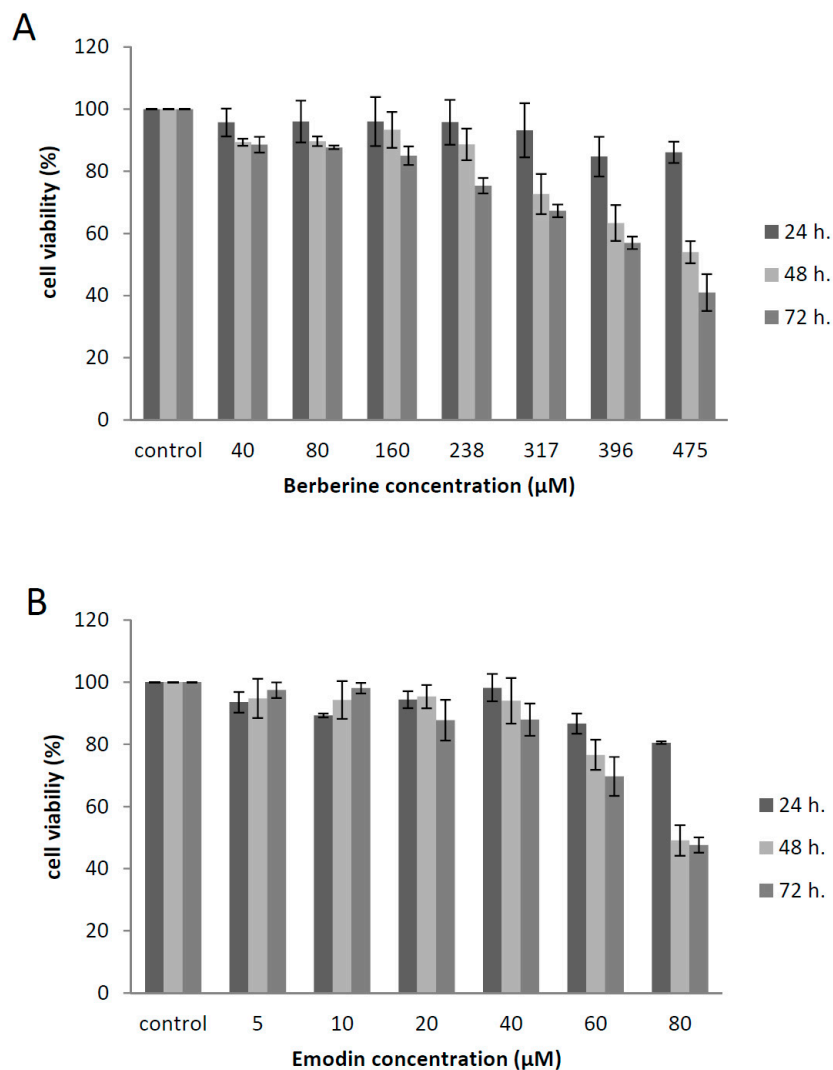 A
120
100
80
60
40
20
0
cell viability (%)
control 40 80 160 238 317 396 475
Berberine concentration (µM)
24 h.
48 h.
72 h.
B
120
100
80
60
40
20
0
cell viabiliy (%)
control 5 10 20 40 60 80
Emodin concentration (µM)
24 h.
48 h.
72 h.